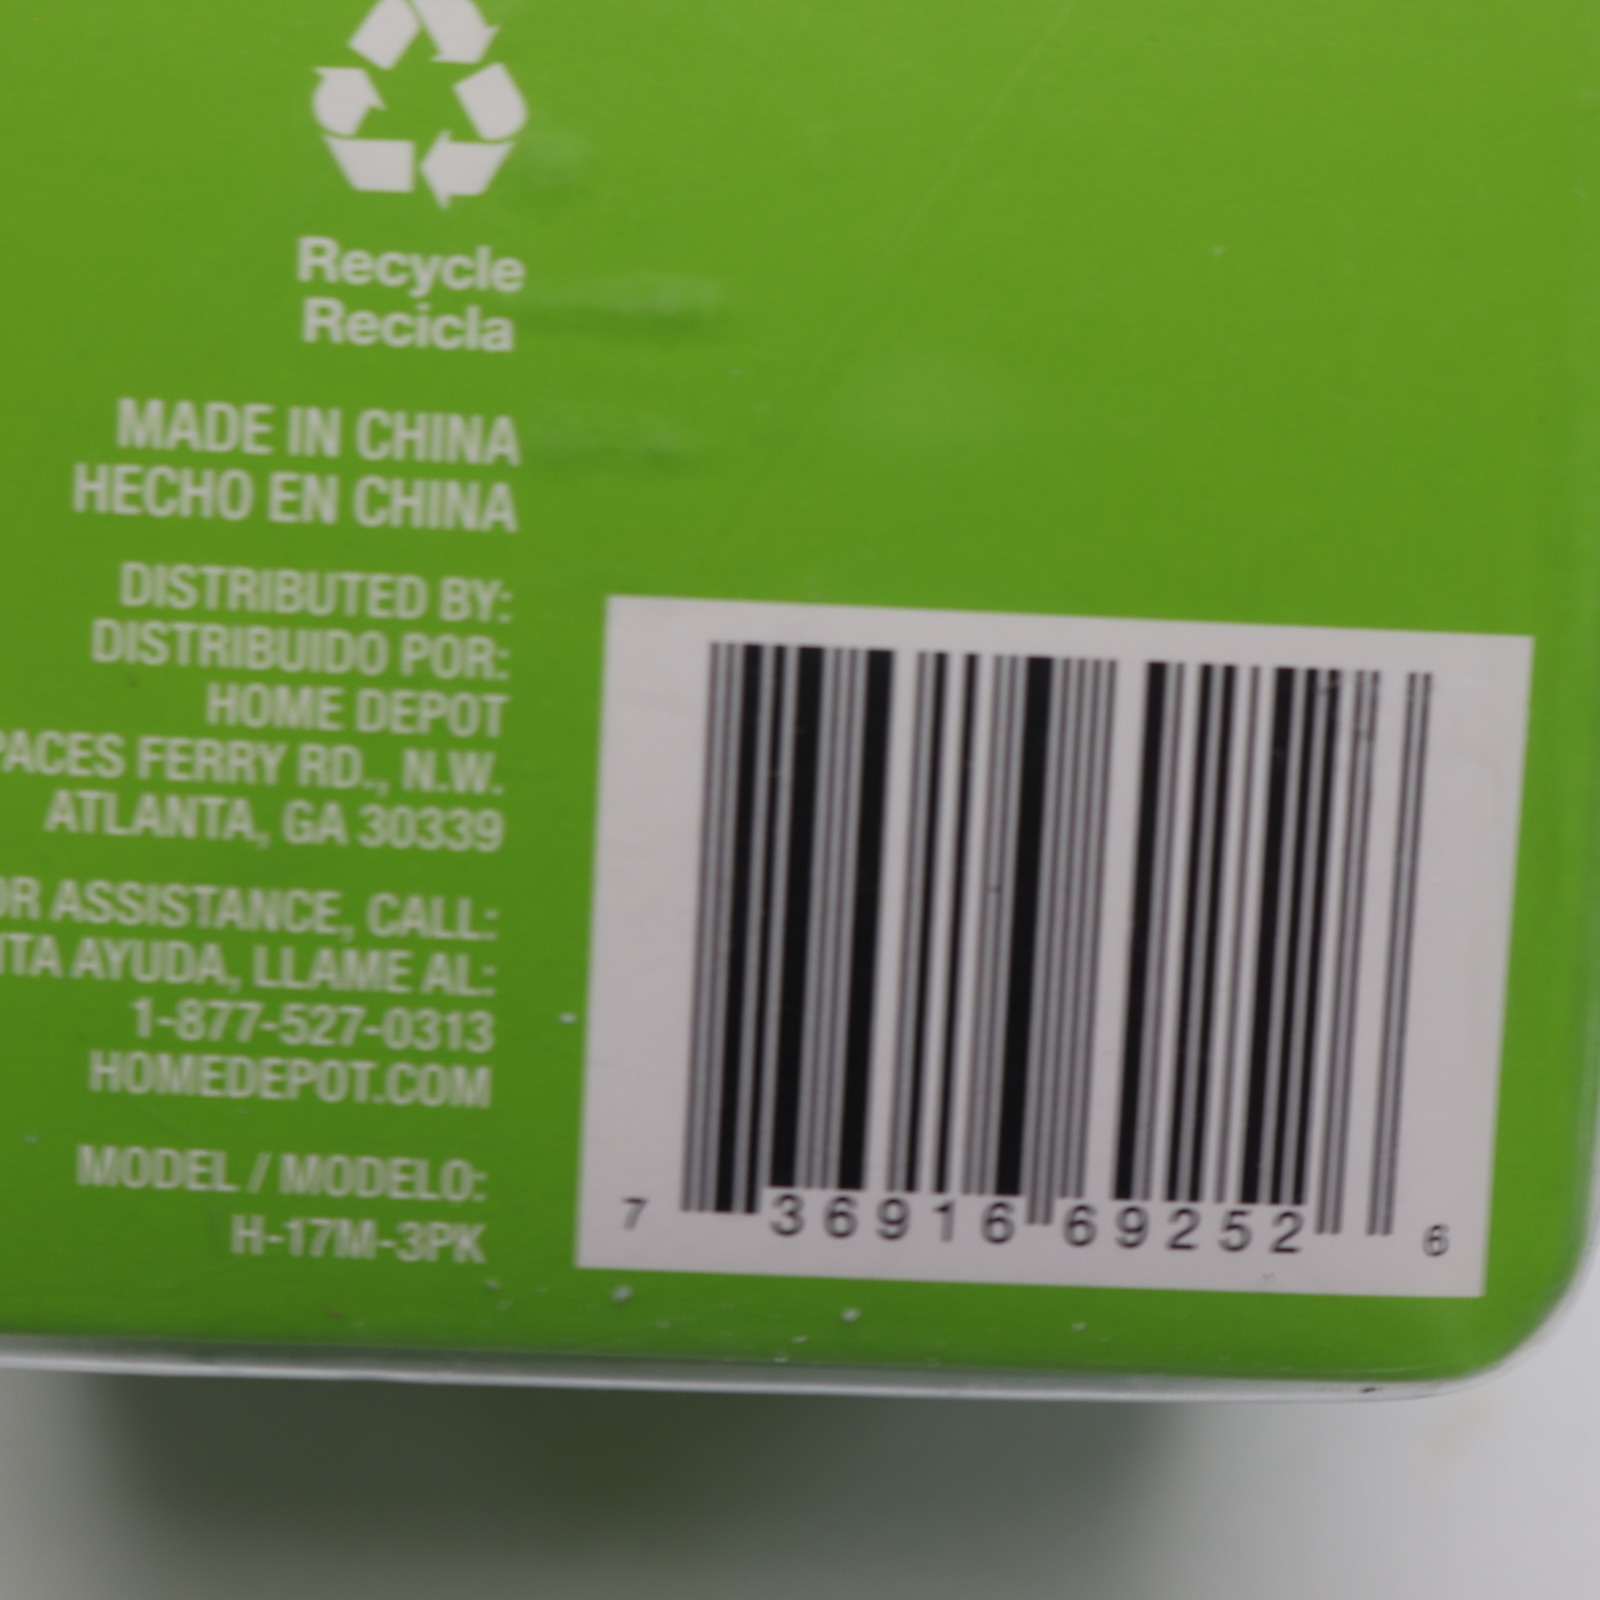 Recycle
Recicla
MADE IN CHINA
HECHO EN CHINA
DISTRIBUTED BY:
DISTRIBUIDO POR:
HOME DEPOT
PACES FERRY RD., N.W.
ATLANTA, GA 30339
ASSISTANCE, CALL:
AYUDA, LLAME AL:
1-877-527-0313
HOMEDEPOT.COM
MODEL / MODELO:
H-17M-3PK
7 36916 69252 6